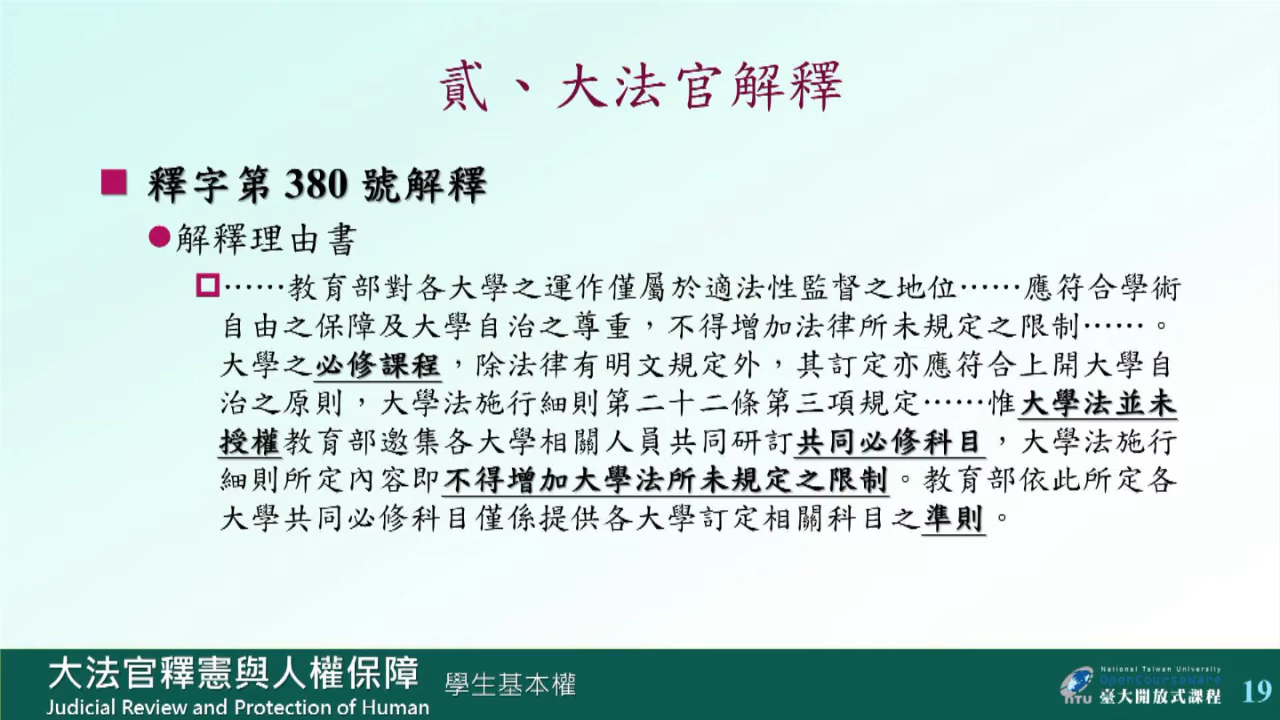 貳、大法官解釋
釋字第 380 號解釋
解釋理由書
……教育部對各大學之運作僅屬於適法性監督之地位……應符合學術
自由之保障及大學自治之尊重，不得增加法律所未規定之限制……。
大學之必修課程，除法律有明文規定外，其訂定亦應符合上開大學自
治之原則，大學法施行細則第二十二條第三項規定……惟大學法並未
授權教育部邀集各大學相關人員共同研訂共同必修科目，大學法施行
細則所定內容即不得增加大學法所未規定之限制。教育部依此所定各
大學共同必修科目僅係提供各大學訂定相關科目之準則。
大法官釋憲與人權保障 學生基本權
Judicial Review and Protection of Human
National Taiwan University
OpenCourseWare
NTU 臺大開放式課程
19